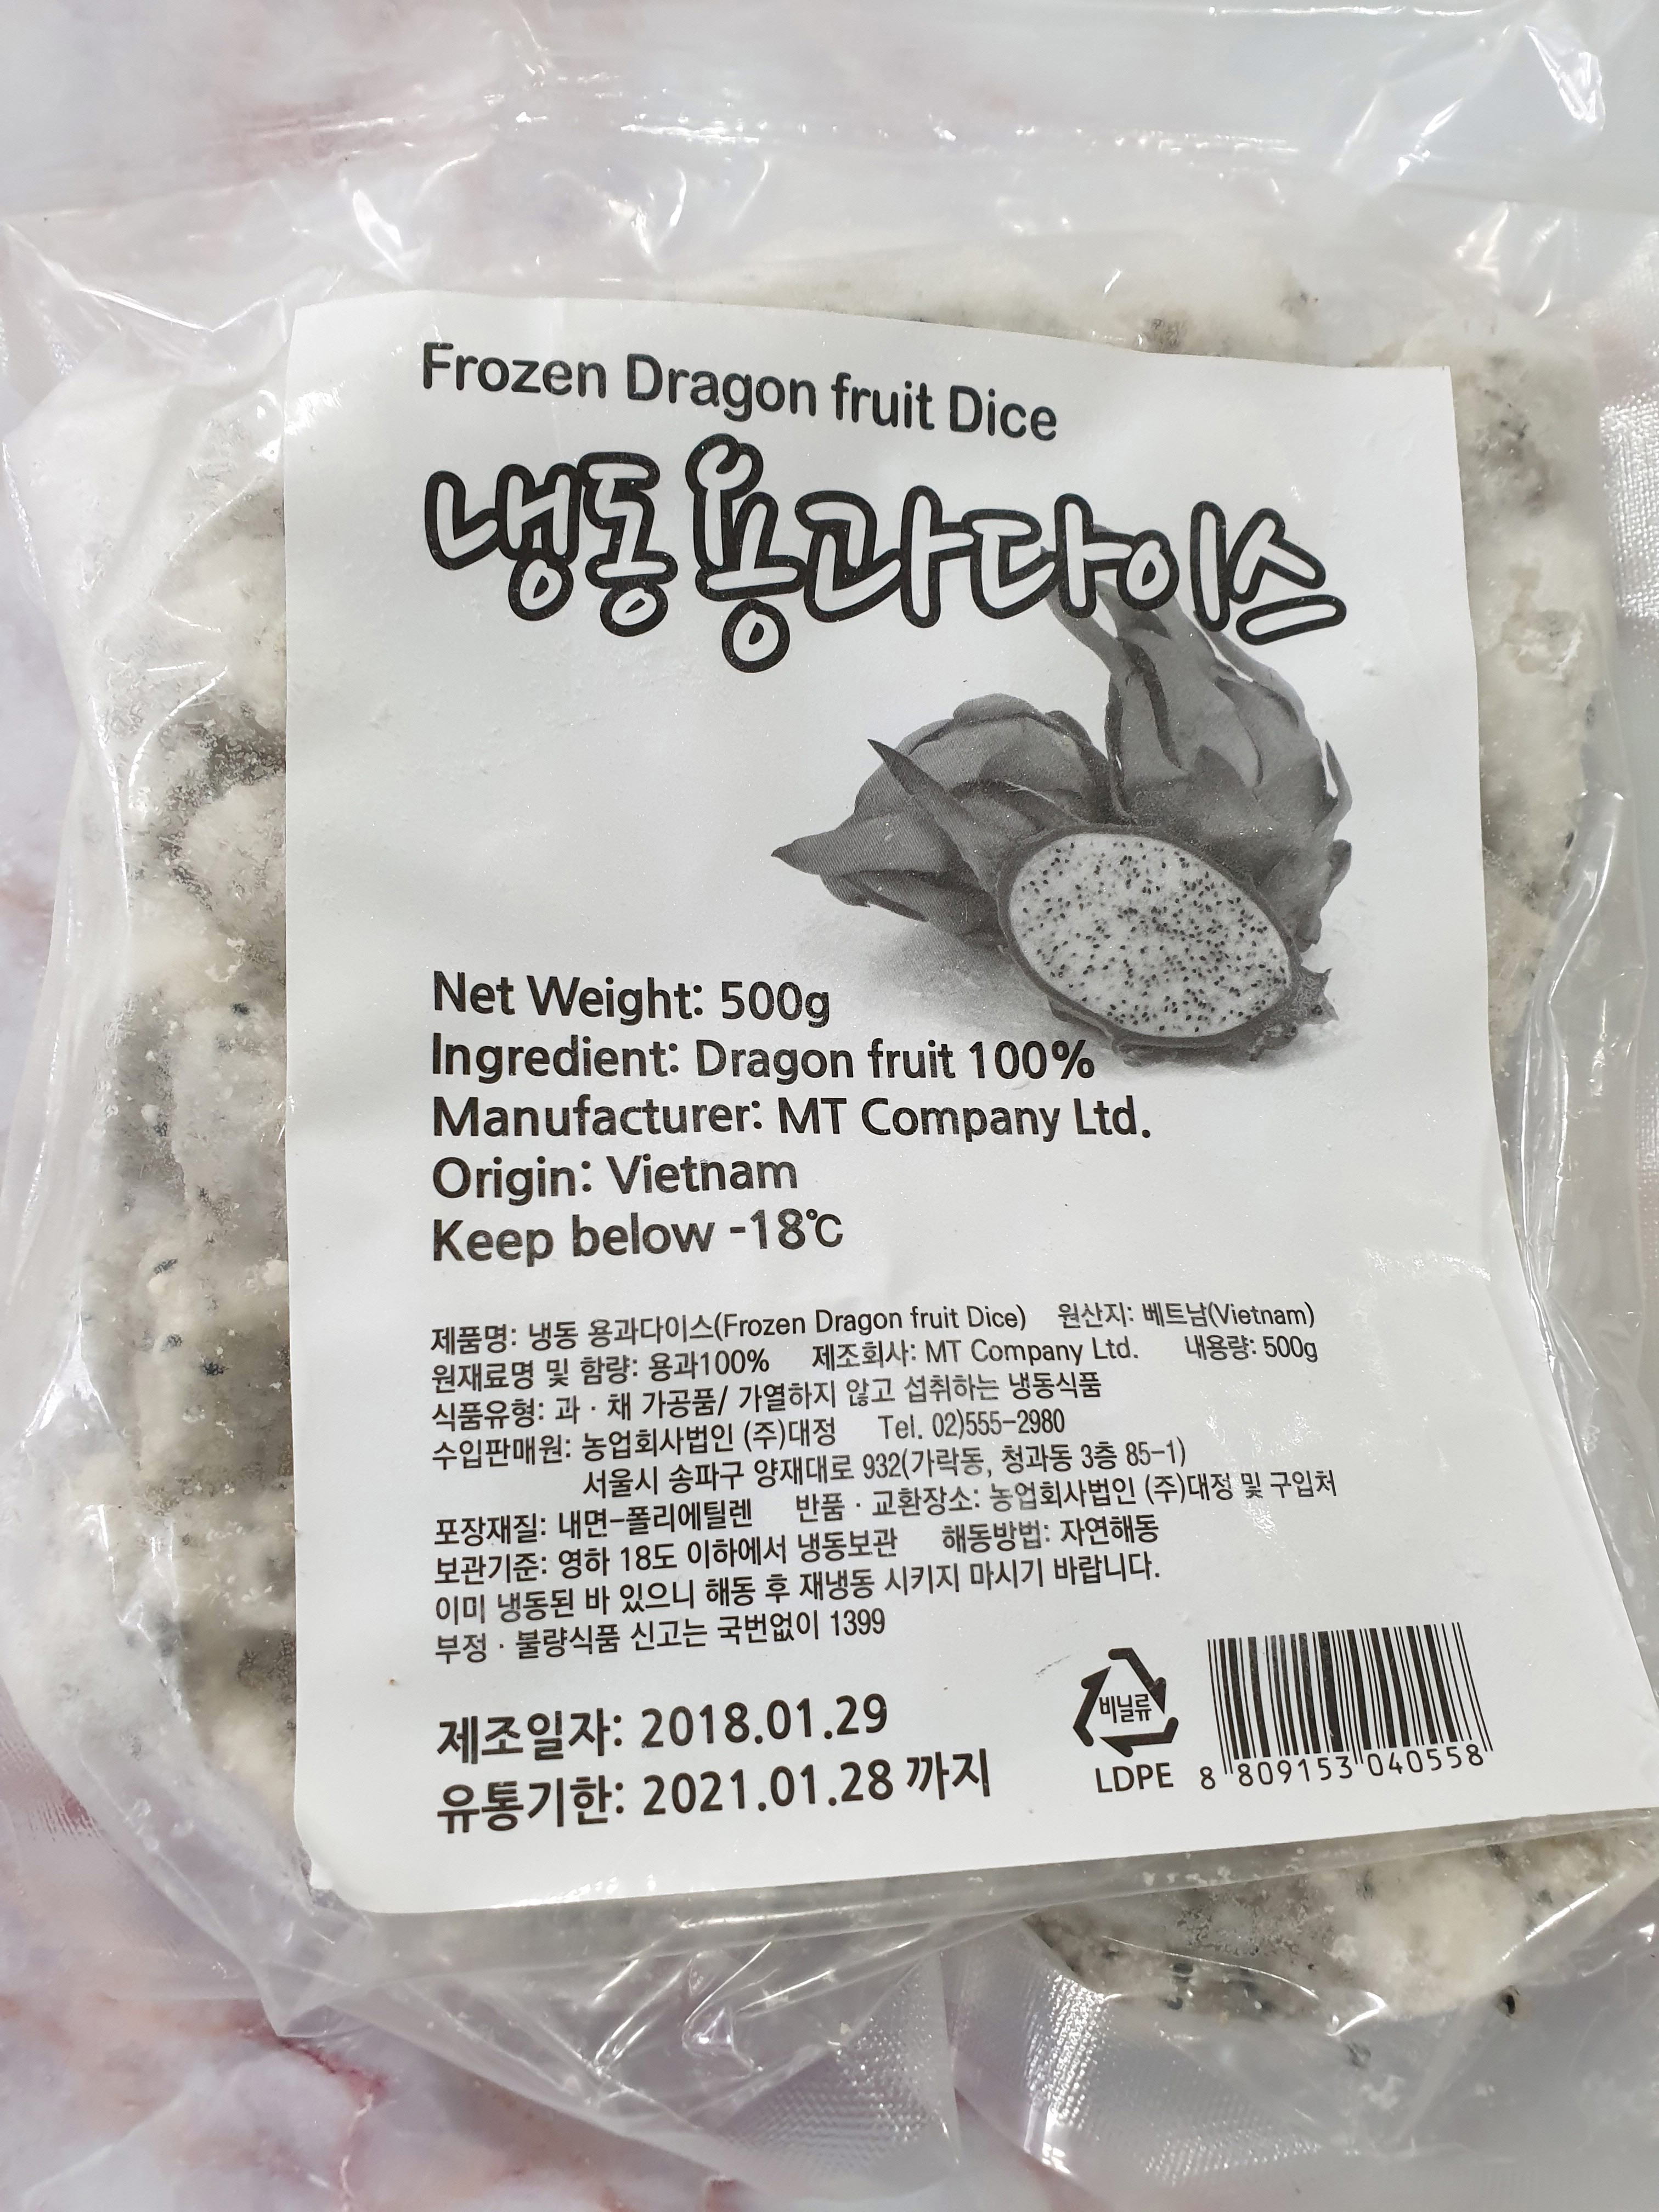 Frozen Dragon fruit Dice
냉동 용과다이스
Net Weight: 500g
Ingredient: Dragon fruit 100%
Manufacturer: MT Company Ltd.
Origin: Vietnam
Keep below -18℃
제품명: 냉동 용과다이스(Frozen Dragon fruit Dice) 원산지: 베트남(Vietnam)
원재료명 및 함량: 용과100% 제조회사: MT Company Ltd. 내용량: 500g
식품유형: 과·채 가공품/ 가열하지 않고 섭취하는 냉동식품
수입판매원: 농업회사법인 (주)대정 Tel. 02)555-2980
서울시 송파구 양재대로 932(가락동, 청과동 3층 85-1)
포장재질: 내면-폴리에틸렌 반품·교환장소: 농업회사법인 (주)대정 및 구입처
보관기준: 영하 18도 이하에서 냉동보관 해동방법: 자연해동
이미 냉동된 바 있으니 해동 후 재냉동 시키지 마시기 바랍니다.
부정·불량식품 신고는 국번없이 1399
제조일자: 2018.01.29
유통기한: 2021.01.28 까지
비닐류
LDPE
8 809153 040558